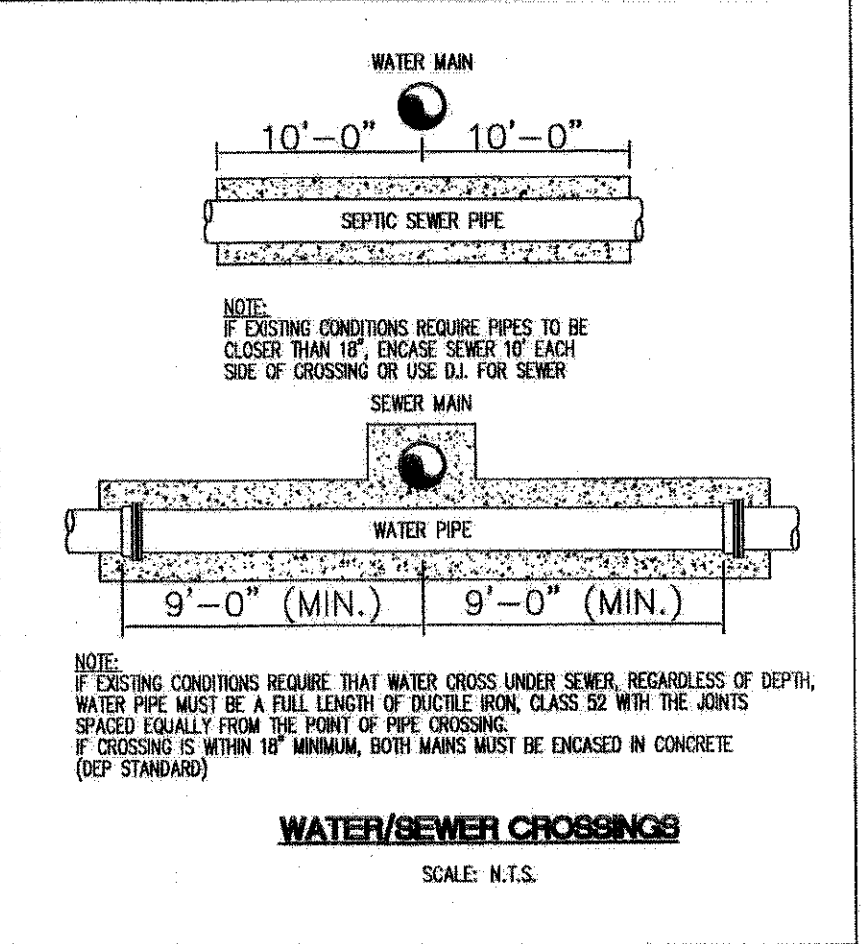 WATER MAIN
10'-0" 10'-0"
SEPTIC SEWER PIPE
NOTE:
IF EXISTING CONDITIONS REQUIRE PIPES TO BE
CLOSER THAN 18", ENCASE SEWER 10' EACH
SIDE OF CROSSING OR USE D.I. FOR SEWER
SEWER MAIN
WATER PIPE
9'-0" (MIN.) 9'-0" (MIN.)
NOTE:
IF EXISTING CONDITIONS REQUIRE THAT WATER CROSS UNDER SEWER, REGARDLESS OF DEPTH,
WATER PIPE MUST BE A FULL LENGTH OF DUCTILE IRON, CLASS 52 WITH THE JOINTS
SPACED EQUALLY FROM THE POINT OF PIPE CROSSING.
IF CROSSING IS WITHIN 18" MINIMUM, BOTH MAINS MUST BE ENCASED IN CONCRETE
(DEP STANDARD)
WATER/SEWER CROSSINGS
SCALE: N.T.S.